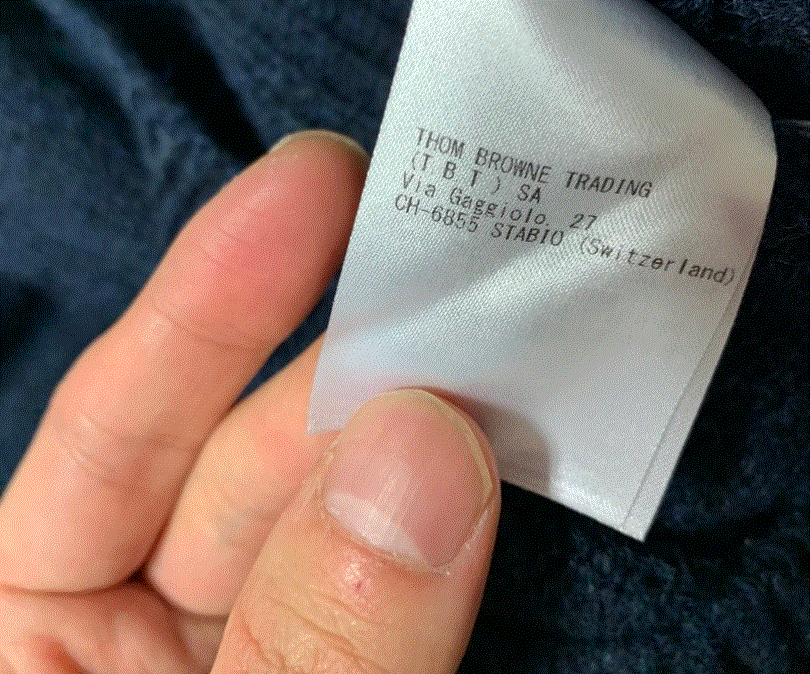 THOM BROWNE TRADING
(T B T ) SA
Via Gaggiolo, 27
CH-6855 STABIO (Switzerland)